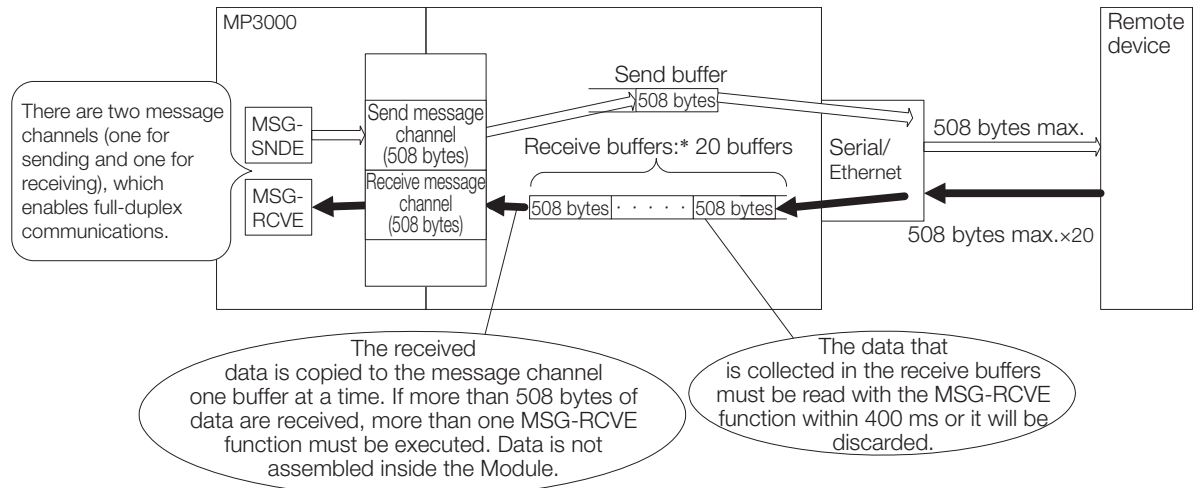 MP3000
Remote
device
There are two message
channels (one for
sending and one for
receiving), which
enables full-duplex
communications.
MSG-
SNDE
MSG-
RCVE
Send message
channel
(508 bytes)
Receive message
channel
(508 bytes)
Send buffer
508 bytes
Receive buffers:* 20 buffers
508 bytes · · · · · 508 bytes
Serial/
Ethernet
508 bytes max.
508 bytes max.×20
The received
data is copied to the message channel
one buffer at a time. If more than 508 bytes of
data are received, more than one MSG-RCVE
function must be executed. Data is not
assembled inside the Module.
The data that
is collected in the receive buffers
must be read with the MSG-RCVE
function within 400 ms or it will be
discarded.